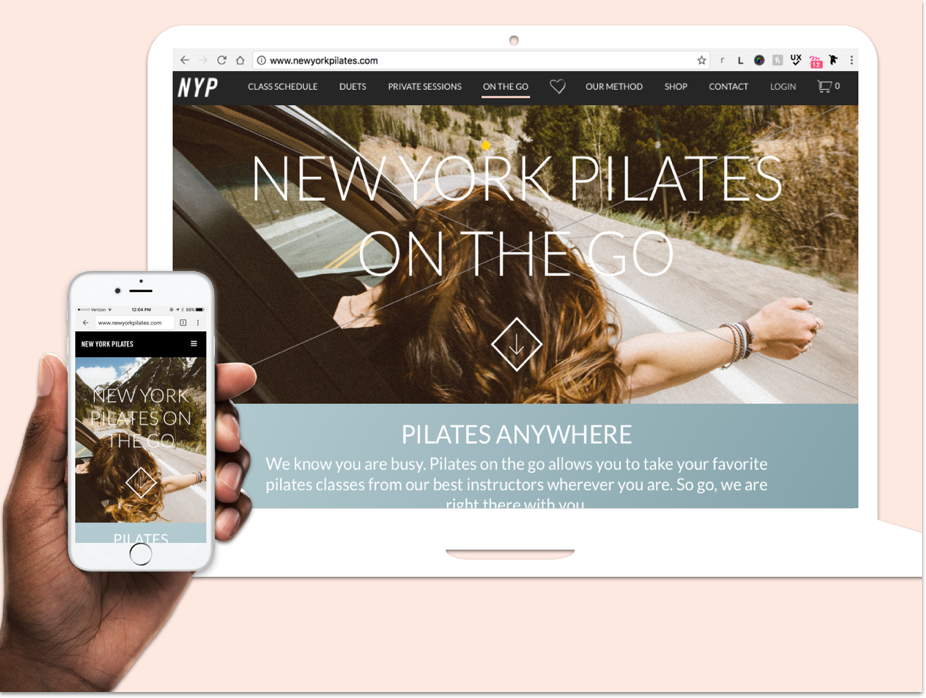 www.newyorkpilates.com
NYP
CLASS SCHEDULE
DUETS
PRIVATE SESSIONS
ON THE GO
OUR METHOD
SHOP
CONTACT
LOGIN
0
NEW YORK PILATES
ON THE GO
PILATES ANYWHERE
We know you are busy. Pilates on the go allows you to take your favorite
pilates classes from our best instructors wherever you are. So go, we are
right there with you
Verizon 12:04 PM 88%
www.newyorkpilates.com
NEW YORK PILATES
NEW YORK
PILATES ON
THE GO
PILATES